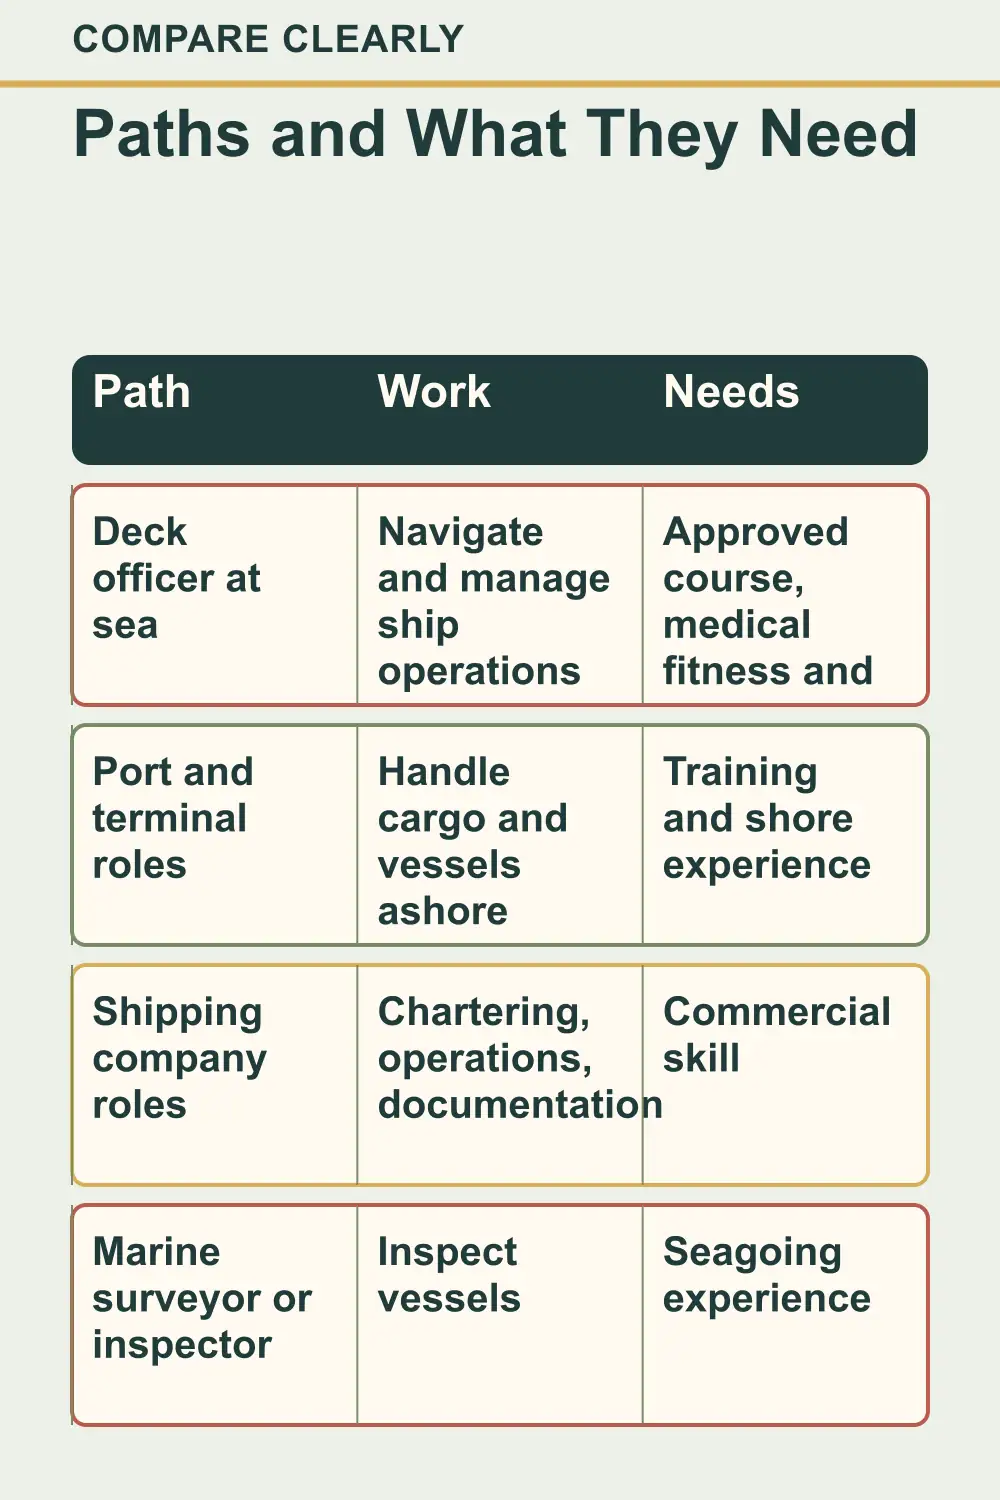 COMPARE CLEARLY
Paths and What They Need
Path
Work
Needs
Deck
officer at
sea
Navigate
and manage
ship
operations
Approved
course,
medical
fitness and
Port and
terminal
roles
Handle
cargo and
vessels
ashore
Training
and shore
experience
Shipping
company
roles
Chartering,
operations,
documentation
Commercial
skill
Marine
surveyor or
inspector
Inspect
vessels
Seagoing
experience